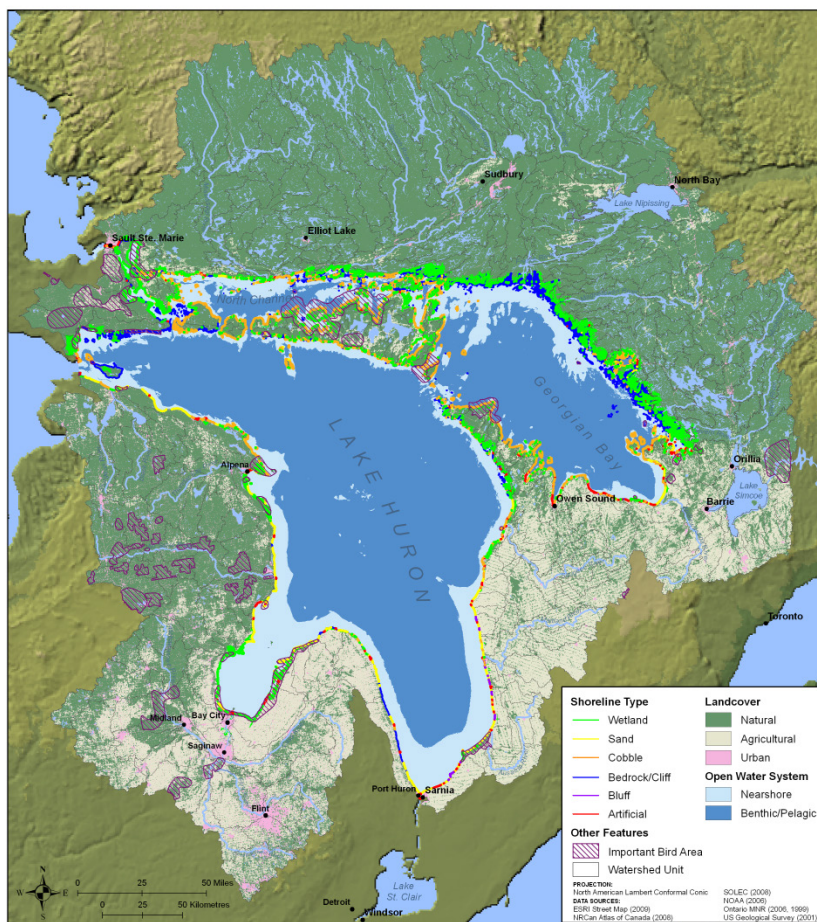 Sudbury
North Bay
Lake Nipissing
Elliot Lake
Sault Ste. Marie
North Channel
Georgian Bay
LAKE HURON
Alpena
Owen Sound
Orillia
Lake
Simcoe
Barrie
Toronto
Midland
Bay City
Saginaw
Flint
Port Huron
Sarnia
Lake
St. Clair
Detroit
Windsor
N
W
E
S
0 25 50 Miles
0 25 50 Kilometres
Shoreline Type
Wetland
Sand
Cobble
Bedrock/Cliff
Bluff
Artificial
Other Features
Important Bird Area
Watershed Unit
Landcover
Natural
Agricultural
Urban
Open Water System
Nearshore
Benthic/Pelagic
PROJECTION:
North American Lambert Conformal Conic
DATA SOURCES:
ESRI Street Map (2009)
NRCan Atlas of Canada (2008)
SOLEC (2008)
NOAA (2006)
Ontario MNR (2006, 1999)
US Geological Survey (2001)